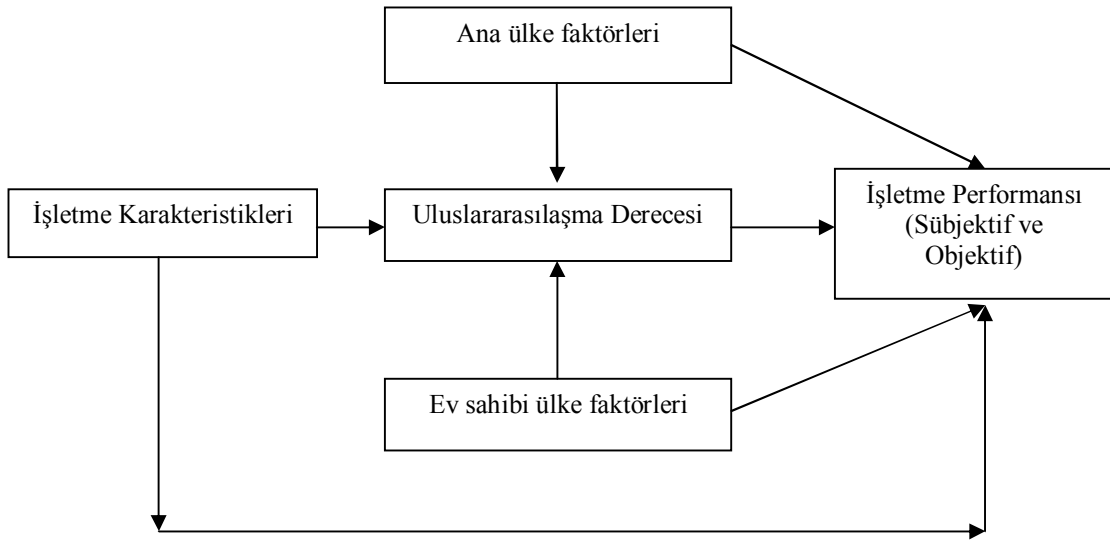 Ana ülke faktörleri
İşletme Karakteristikleri
Uluslararasılaşma Derecesi
İşletme Performansı
(Sübjektif ve
Objektif)
Ev sahibi ülke faktörleri